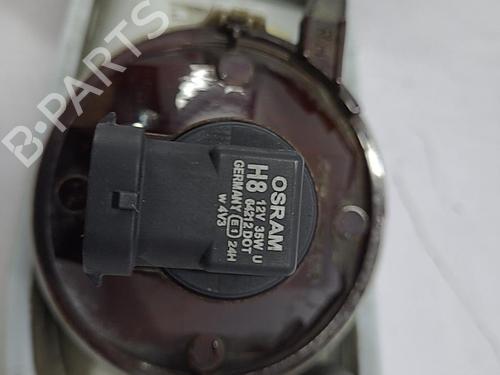 B-PARTS
OSRAM
H8 12V 35W U
64212 DOT
GERMANY E1 24H
w 4V3